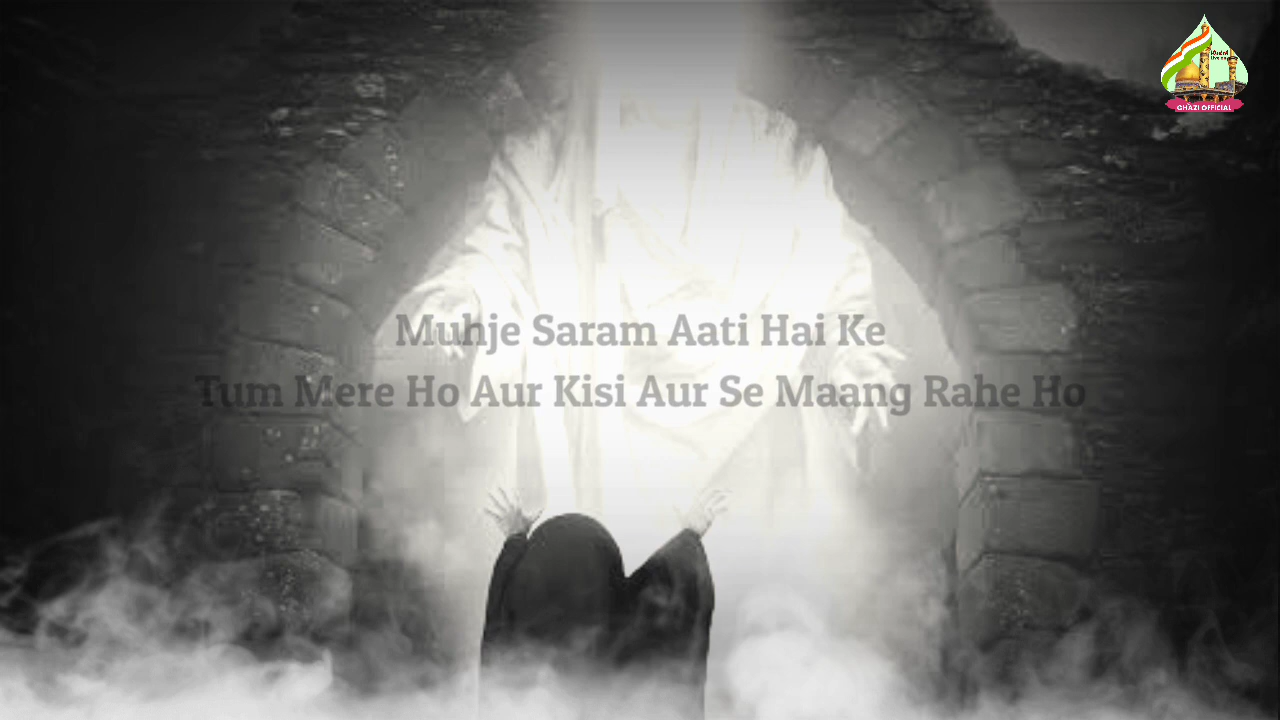 Muhje Saram Aati Hai Ke
Tum Mere Ho Aur Kisi Aur Se Maang Rahe Ho
GHAZI OFFICIAL